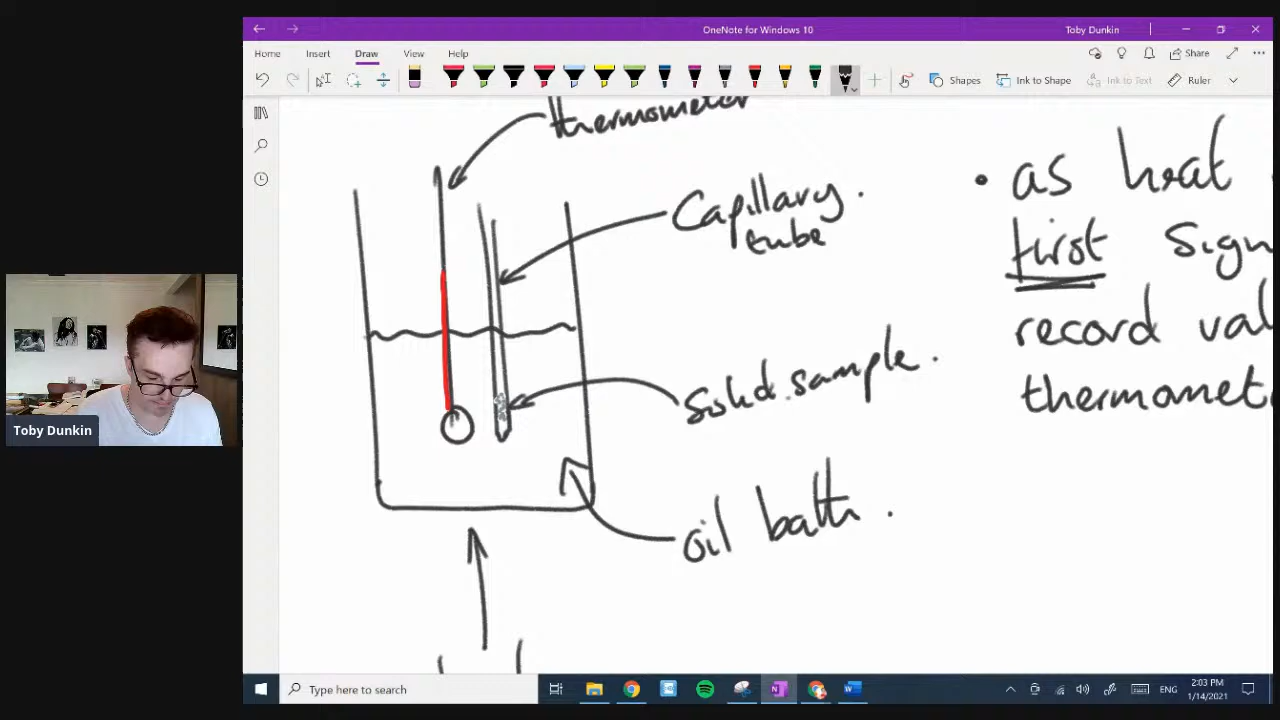 OneNote for Windows 10
Toby Dunkin
Home
Insert
Draw
View
Help
Share
Shapes
Ink to Shape
Ink to Text
Ruler
thermometer
Capillary
tube
Solid sample.
oil bath.
• as heat
first sign
record val
thermomet
Toby Dunkin
Type here to search
ENG
2:03 PM
1/14/2021